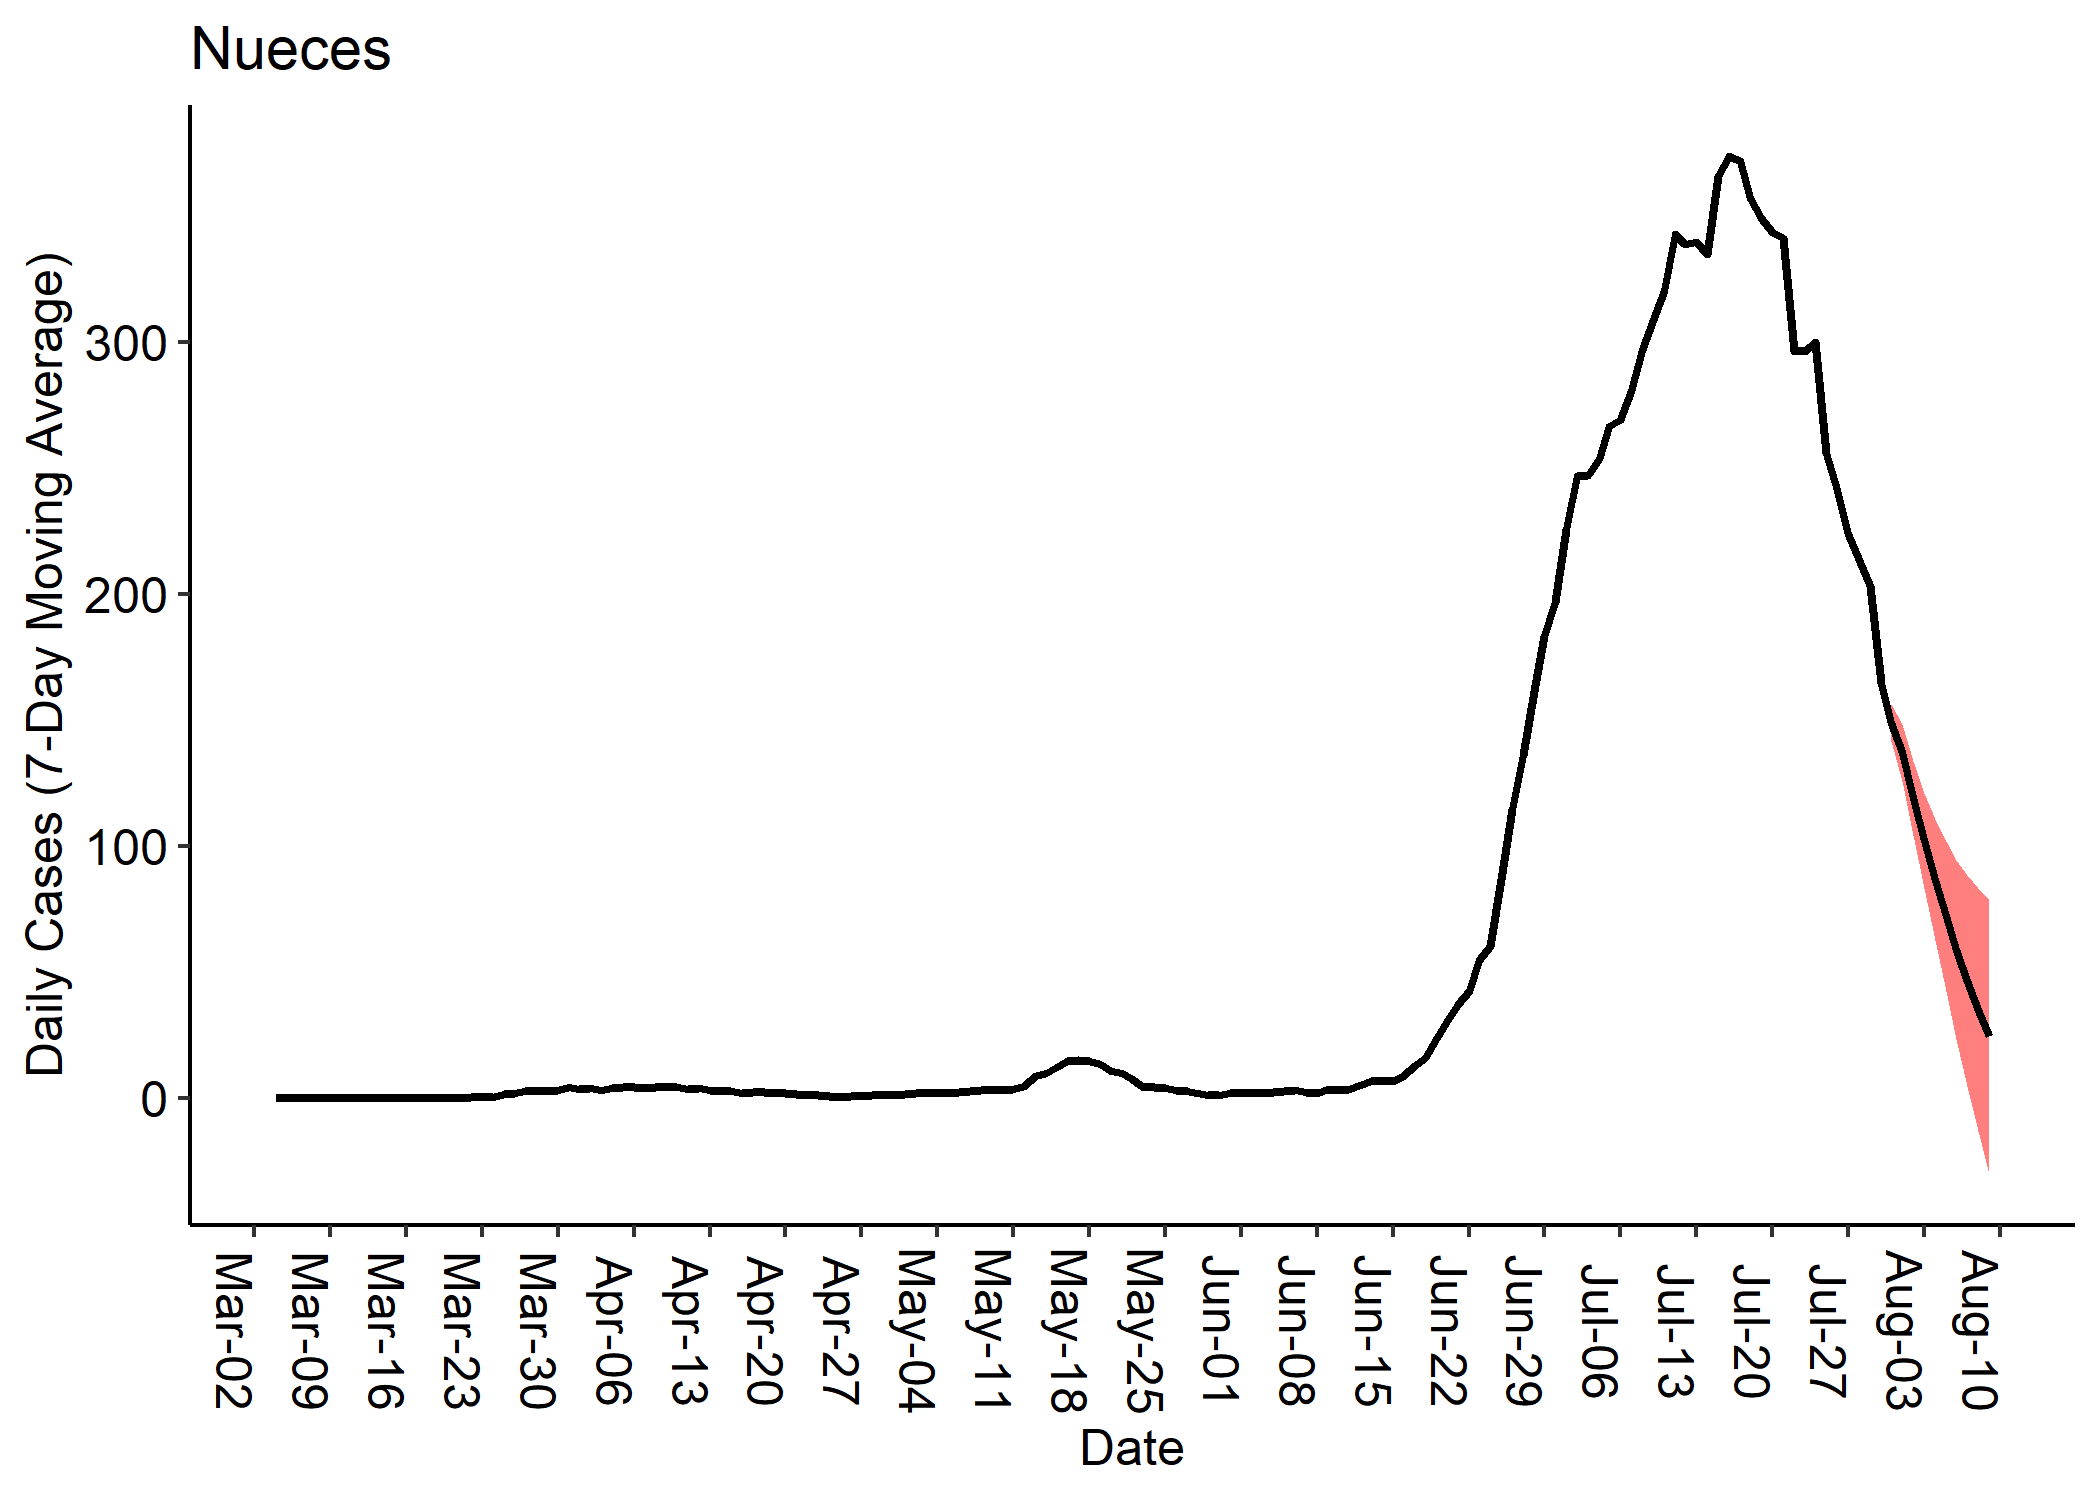 Nueces
Daily Cases (7-Day Moving Average)
300
200
100
0
Mar-02
Mar-09
Mar-16
Mar-23
Mar-30
Apr-06
Apr-13
Apr-20
Apr-27
May-04
May-11
May-18
May-25
Jun-01
Jun-08
Jun-15
Jun-22
Jun-29
Jul-06
Jul-13
Jul-20
Jul-27
Aug-03
Aug-10
Date